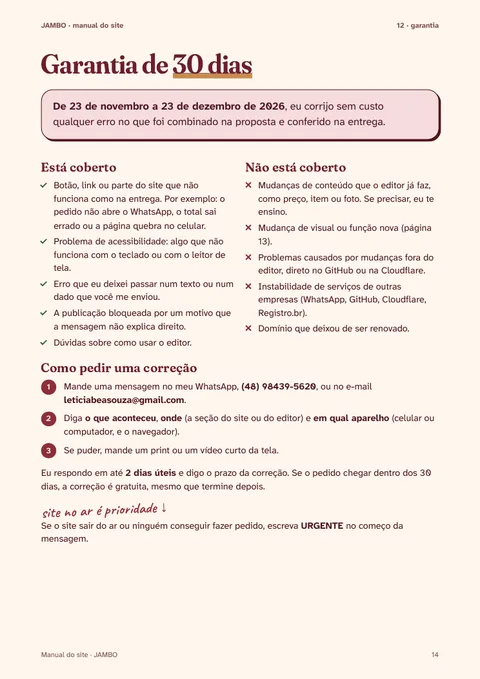 JAMBO · manual do site
12 · garantia
Garantia de 30 dias
De 23 de novembro a 23 de dezembro de 2026, eu corrijo sem custo
qualquer erro no que foi combinado na proposta e conferido na entrega.
Está coberto
✓ Botão, link ou parte do site que não
funciona como na entrega. Por exemplo: o
pedido não abre o WhatsApp, o total sai
errado ou a página quebra no celular.
✓ Problema de acessibilidade: algo que não
funciona com o teclado ou com o leitor de
tela.
✓ Erro que eu deixei passar num texto ou num
dado que você me enviou.
✓ A publicação bloqueada por um motivo que
a mensagem não explica direito.
✓ Dúvidas sobre como usar o editor.
Não está coberto
✕ Mudanças de conteúdo que o editor já faz,
como preço, item ou foto. Se precisar, eu te
ensino.
✕ Mudança de visual ou função nova (página
13).
✕ Problemas causados por mudanças fora do
editor, direto no GitHub ou na Cloudflare.
✕ Instabilidade de serviços de outras
empresas (WhatsApp, GitHub, Cloudflare,
Registro.br).
✕ Domínio que deixou de ser renovado.
Como pedir uma correção
1 Mande uma mensagem no meu WhatsApp, (48) 98439-5620, ou no e-mail
leticiabeasouza@gmail.com.
2 Diga o que aconteceu, onde (a seção do site ou do editor) e em qual aparelho (celular ou
computador, e o navegador).
3 Se puder, mande um print ou um vídeo curto da tela.
Eu respondo em até 2 dias úteis e digo o prazo da correção. Se o pedido chegar dentro dos 30
dias, a correção é gratuita, mesmo que termine depois.
site no ar é prioridade ↓
Se o site sair do ar ou ninguém conseguir fazer pedido, escreva URGENTE no começo da
mensagem.
Manual do site · JAMBO
14